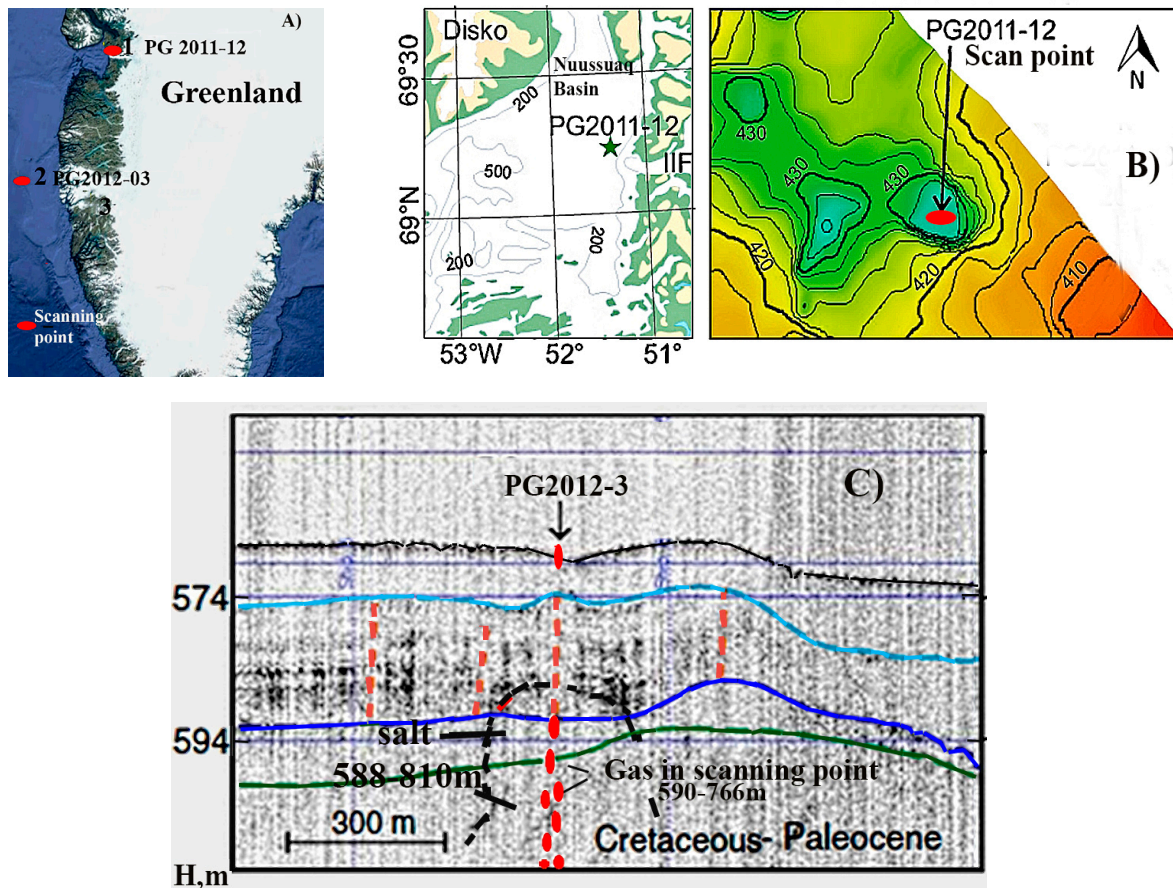 A)
1 PG 2011-12
Greenland
2 PG2012-03
3
Scanning
point
Disko
Nuussuaq
Basin
200
PG2011-12
IIF
500
200
200
69°30
69°N
53°W
52°
51°
PG2011-12
Scan point
N
B)
430
430
430
420
420
410
C)
PG2012-3
574
594
salt
588-810m
Gas in scanning point
590-766m
300 m
Cretaceous- Paleocene
H,m